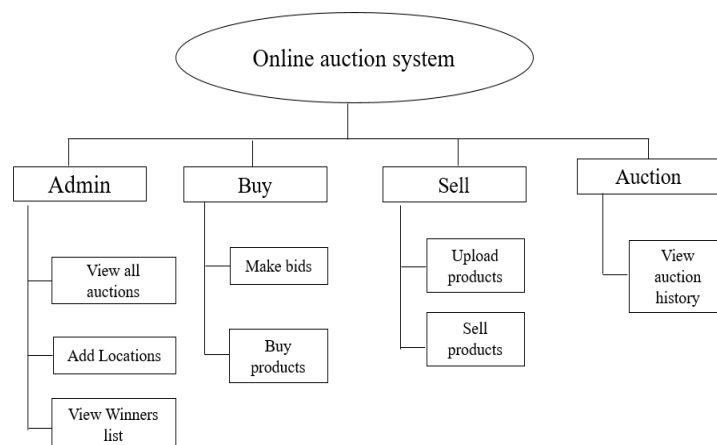 Online auction system
Admin
Buy
Sell
Auction
View all
auctions
Add Locations
View Winners
list
Make bids
Buy
products
Upload
products
Sell
products
View
auction
history